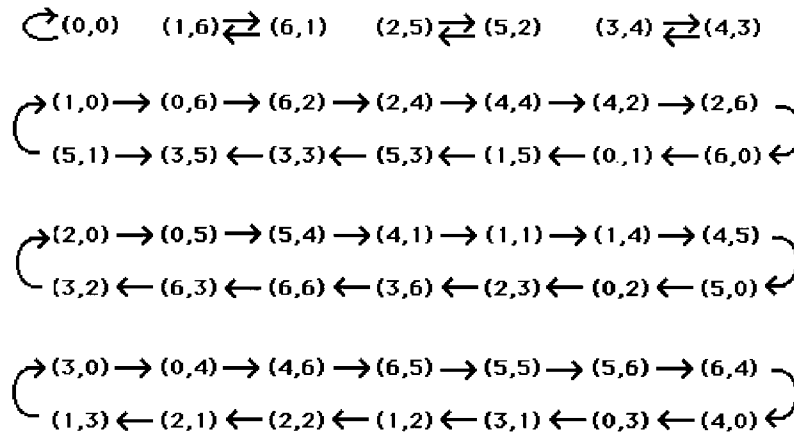 (0,0) (1,6) (6,1) (2,5) (5,2) (3,4) (4,3)
(1,0) → (0,6) → (6,2) → (2,4) → (4,4) → (4,2) → (2,6)
(5,1) → (3,5) ← (3,3) ← (5,3) ← (1,5) ← (0,1) ← (6,0)
(2,0) → (0,5) → (5,4) → (4,1) → (1,1) → (1,4) → (4,5)
(3,2) ← (6,3) ← (6,6) ← (3,6) ← (2,3) ← (0,2) ← (5,0)
(3,0) → (0,4) → (4,6) → (6,5) → (5,5) → (5,6) → (6,4)
(1,3) ← (2,1) ← (2,2) ← (1,2) ← (3,1) ← (0,3) ← (4,0)